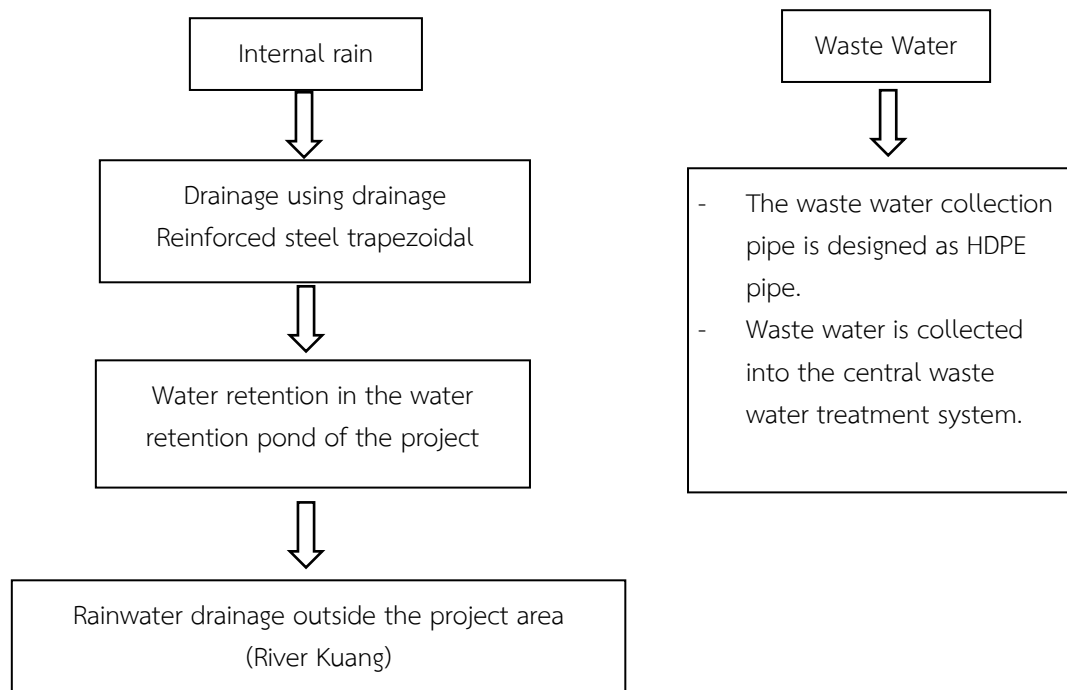 Internal rain
Drainage using drainage
Reinforced steel trapezoidal
Water retention in the water
retention pond of the project
Rainwater drainage outside the project area
(River Kuang)
Waste Water
- The waste water collection
pipe is designed as HDPE
pipe.
- Waste water is collected
into the central waste
water treatment system.